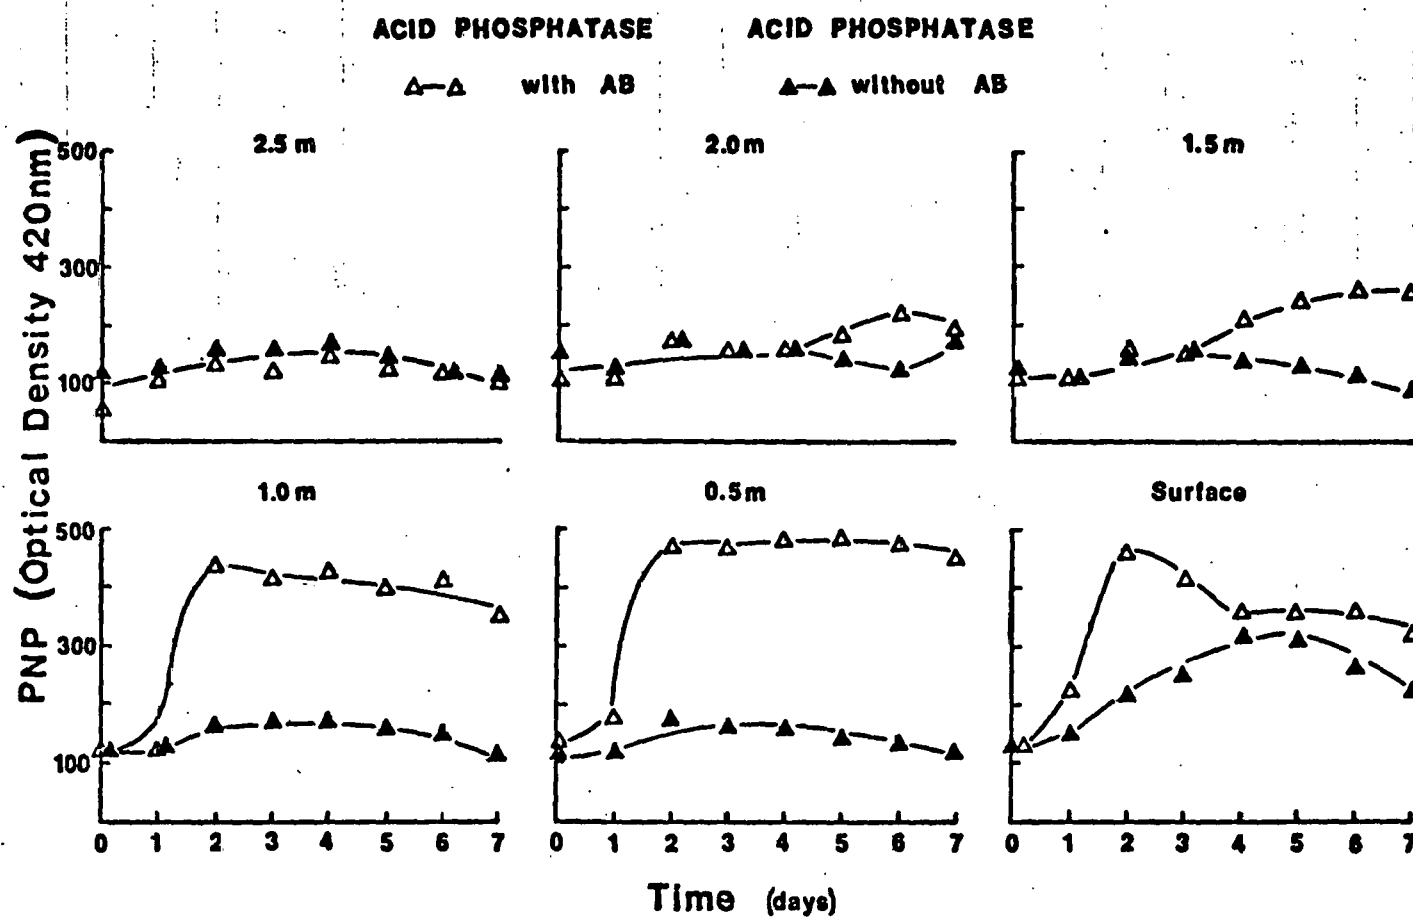 ACID PHOSPHATASE ACID PHOSPHATASE
with AB without AB
2.5 m 2.0 m 1.5 m
PNP (Optical Density 420nm)
500
300
100
1.0 m 0.5 m Surface
500
300
100
0 1 2 3 4 5 6 7 0 1 2 3 4 5 6 7 0 1 2 3 4 5 6 7
Time (days)